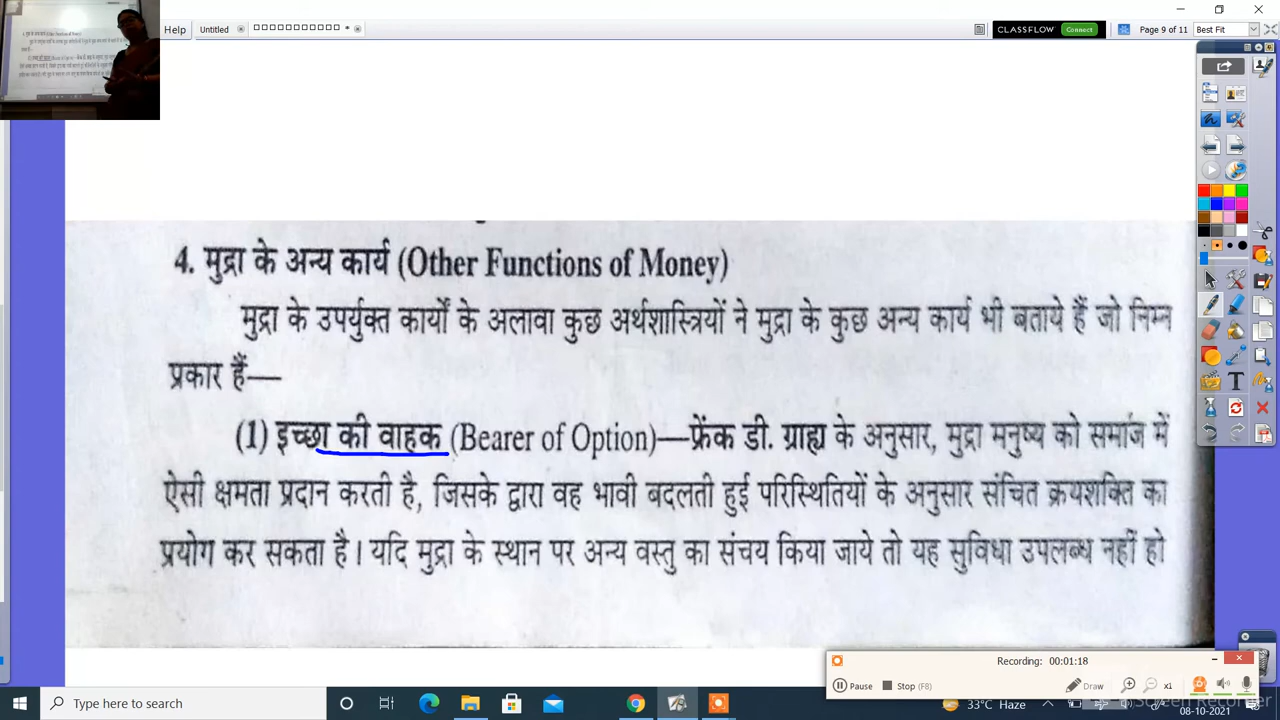 Help
Untitled
CLASSFLOW
Connect
Page 9 of 11
Best Fit
4. मुद्रा के अन्य कार्य (Other Functions of Money)
मुद्रा के उपर्युक्त कार्यों के अलावा कुछ अर्थशास्त्रियों ने मुद्रा के कुछ अन्य कार्य भी बताये हैं जो निम्न
प्रकार हैं—
(1) इच्छा की वाहक (Bearer of Option)—फ्रेंक डी. ग्राह्य के अनुसार, मुद्रा मनुष्य को समाज में
ऐसी क्षमता प्रदान करती है, जिसके द्वारा वह भावी बदलती हुई परिस्थितियों के अनुसार संचित क्रयशक्ति का
प्रयोग कर सकता है। यदि मुद्रा के स्थान पर अन्य वस्तु का संचय किया जाये तो यह सुविधा उपलब्ध नहीं हो
Recording: 00:01:18
Pause
Stop (F8)
Draw
x1
Type here to search
33°C Haze
08-10-2021
Screen Recorder